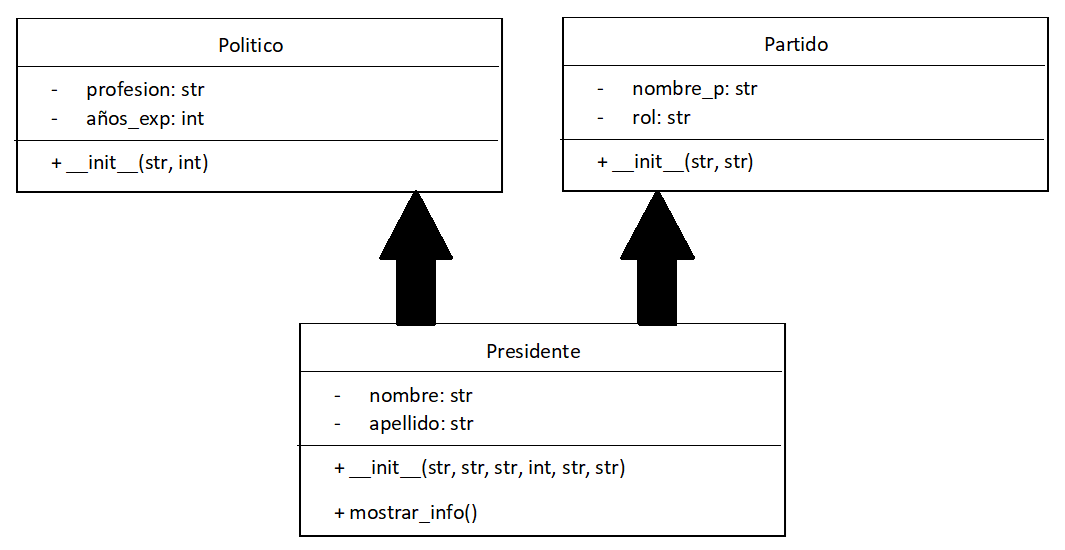 Politico
- profesion: str
- años_exp: int
+ __init__(str, int)
Partido
- nombre_p: str
- rol: str
+ __init__(str, str)
Presidente
- nombre: str
- apellido: str
+ __init__(str, str, str, int, str, str)
+ mostrar_info()